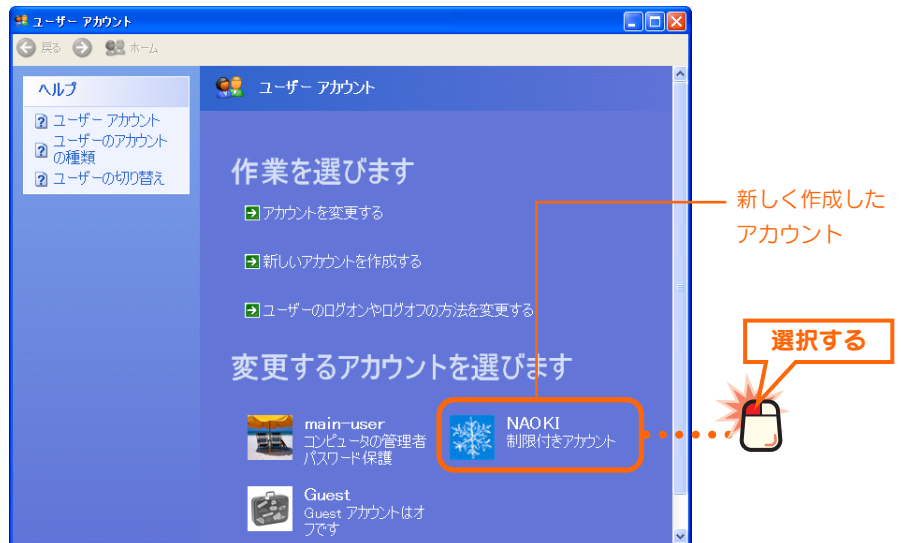 ユーザー アカウント
戻る
ホーム
ヘルプ
ユーザー アカウント
ユーザーのアカウント
の種類
ユーザーの切り替え
ユーザー アカウント
作業を選びます
アカウントを変更する
新しいアカウントを作成する
ユーザーのログオンやログオフの方法を変更する
変更するアカウントを選びます
main-user
コンピュータの管理者
パスワード保護
NAOKI
制限付きアカウント
Guest
Guest アカウントはオ
フです
新しく作成した
アカウント
選択する